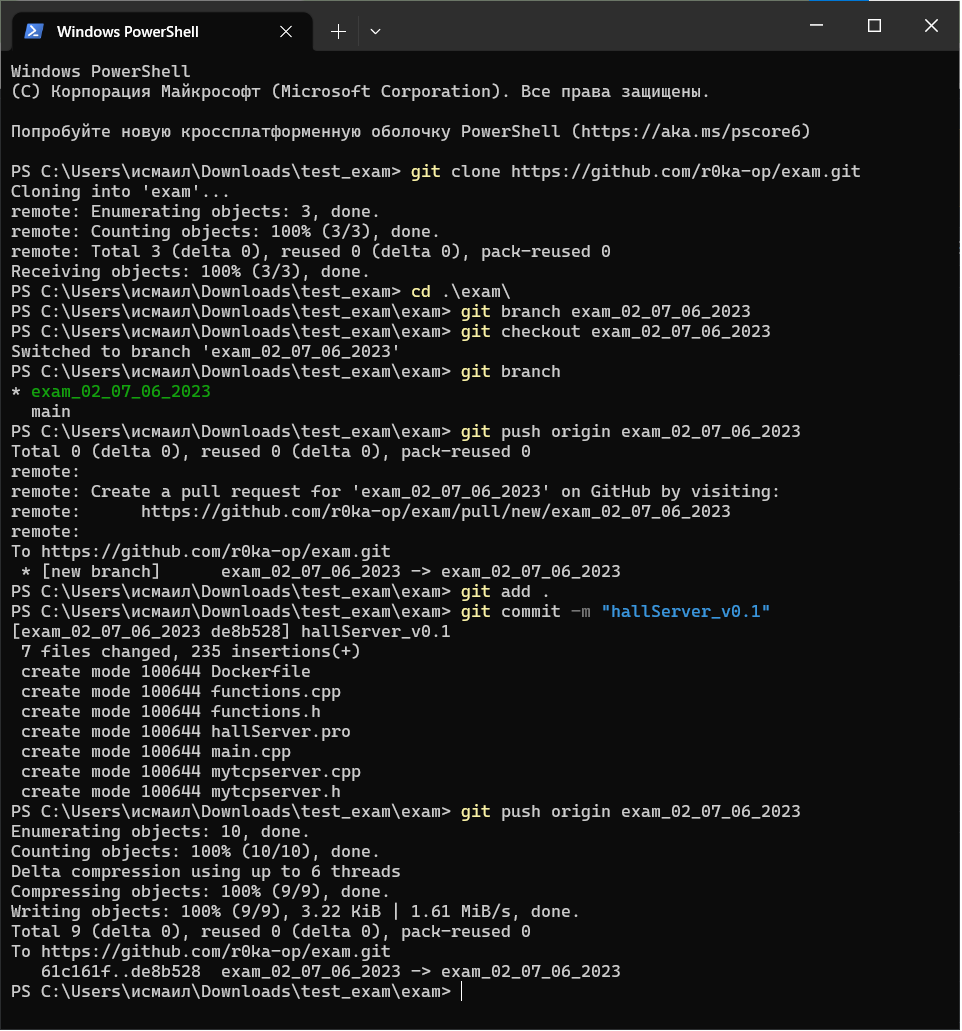 Windows PowerShell
Windows PowerShell
(C) Корпорация Майкрософт (Microsoft Corporation). Все права защищены.
Попробуйте новую кроссплатформенную оболочку PowerShell (https://aka.ms/pscore6)
PS C:\Users\исмаил\Downloads\test_exam> git clone https://github.com/r0ka-op/exam.git
Cloning into 'exam'...
remote: Enumerating objects: 3, done.
remote: Counting objects: 100% (3/3), done.
remote: Total 3 (delta 0), reused 0 (delta 0), pack-reused 0
Receiving objects: 100% (3/3), done.
PS C:\Users\исмаил\Downloads\test_exam> cd .\exam\
PS C:\Users\исмаил\Downloads\test_exam\exam> git branch exam_02_07_06_2023
PS C:\Users\исмаил\Downloads\test_exam\exam> git checkout exam_02_07_06_2023
Switched to branch 'exam_02_07_06_2023'
PS C:\Users\исмаил\Downloads\test_exam\exam> git branch
* exam_02_07_06_2023
  main
PS C:\Users\исмаил\Downloads\test_exam\exam> git push origin exam_02_07_06_2023
Total 0 (delta 0), reused 0 (delta 0), pack-reused 0
remote:
remote: Create a pull request for 'exam_02_07_06_2023' on GitHub by visiting:
remote:      https://github.com/r0ka-op/exam/pull/new/exam_02_07_06_2023
remote:
To https://github.com/r0ka-op/exam.git
 * [new branch]      exam_02_07_06_2023 -> exam_02_07_06_2023
PS C:\Users\исмаил\Downloads\test_exam\exam> git add .
PS C:\Users\исмаил\Downloads\test_exam\exam> git commit -m "hallServer_v0.1"
[exam_02_07_06_2023 de8b528] hallServer_v0.1
 7 files changed, 235 insertions(+)
 create mode 100644 Dockerfile
 create mode 100644 functions.cpp
 create mode 100644 functions.h
 create mode 100644 hallServer.pro
 create mode 100644 main.cpp
 create mode 100644 mytcpserver.cpp
 create mode 100644 mytcpserver.h
PS C:\Users\исмаил\Downloads\test_exam\exam> git push origin exam_02_07_06_2023
Enumerating objects: 10, done.
Counting objects: 100% (10/10), done.
Delta compression using up to 6 threads
Compressing objects: 100% (9/9), done.
Writing objects: 100% (9/9), 3.22 KiB | 1.61 MiB/s, done.
Total 9 (delta 0), reused 0 (delta 0), pack-reused 0
To https://github.com/r0ka-op/exam.git
   61c161f..de8b528  exam_02_07_06_2023 -> exam_02_07_06_2023
PS C:\Users\исмаил\Downloads\test_exam\exam>